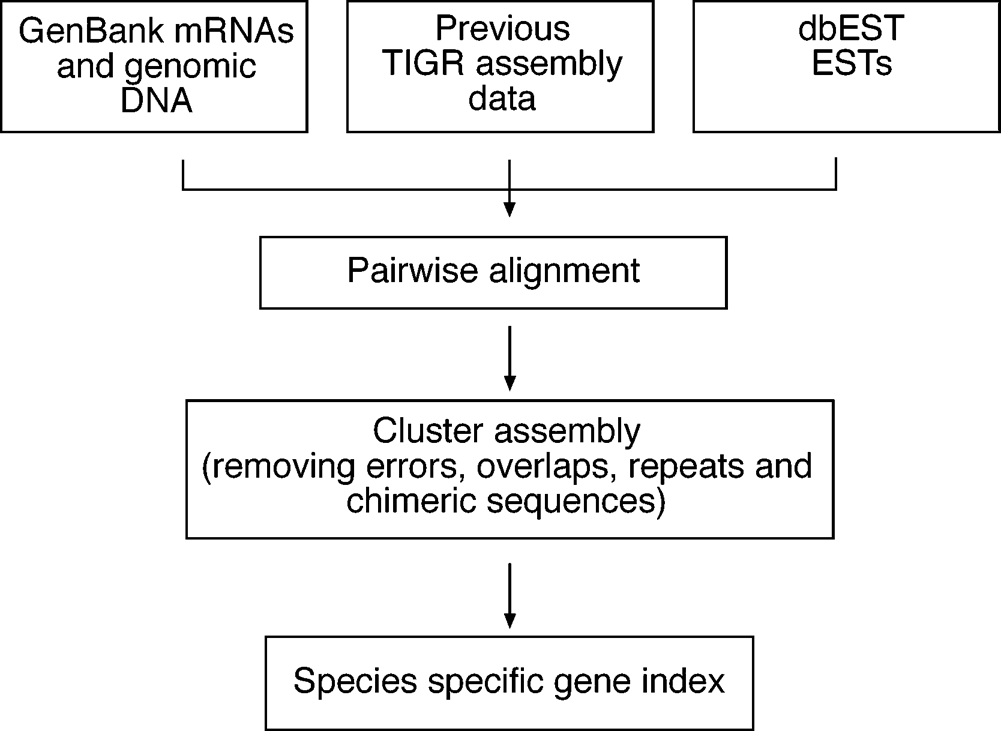 GenBank mRNAs
and genomic
DNA
Previous
TIGR assembly
data
dbEST
ESTs
Pairwise alignment
Cluster assembly
(removing errors, overlaps, repeats and
chimeric sequences)
Species specific gene index